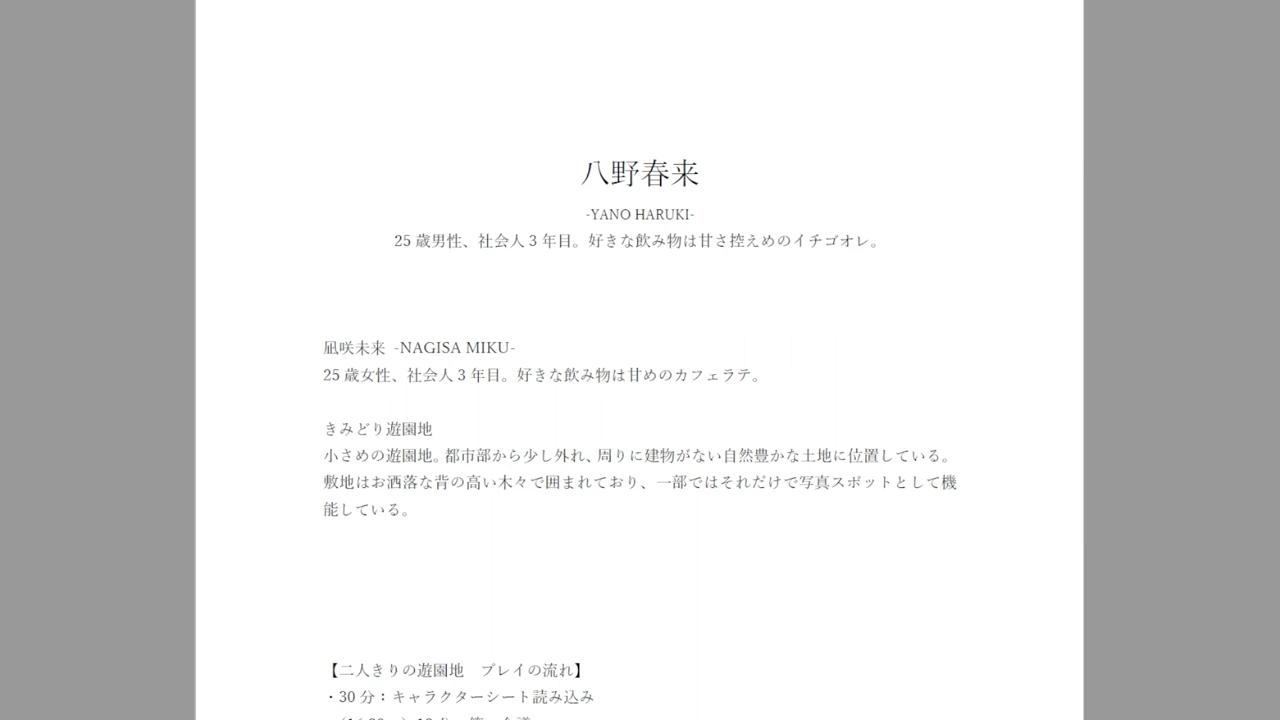 八野春来
-YANO HARUKI-
25 歳男性、社会人 3 年目。好きな飲み物は甘さ控えめのイチゴオレ。
凪咲未来 -NAGISA MIKU-
25 歳女性、社会人 3 年目。好きな飲み物は甘めのカフェラテ。
きみどり遊園地
小さめの遊園地。都市部から少し外れ、周りに建物がない自然豊かな土地に位置している。
敷地はお洒落な背の高い木々で囲まれており、一部ではそれだけで写真スポットとして機
能している。
【二人きりの遊園地　プレイの流れ】
・30 分：キャラクターシート読み込み